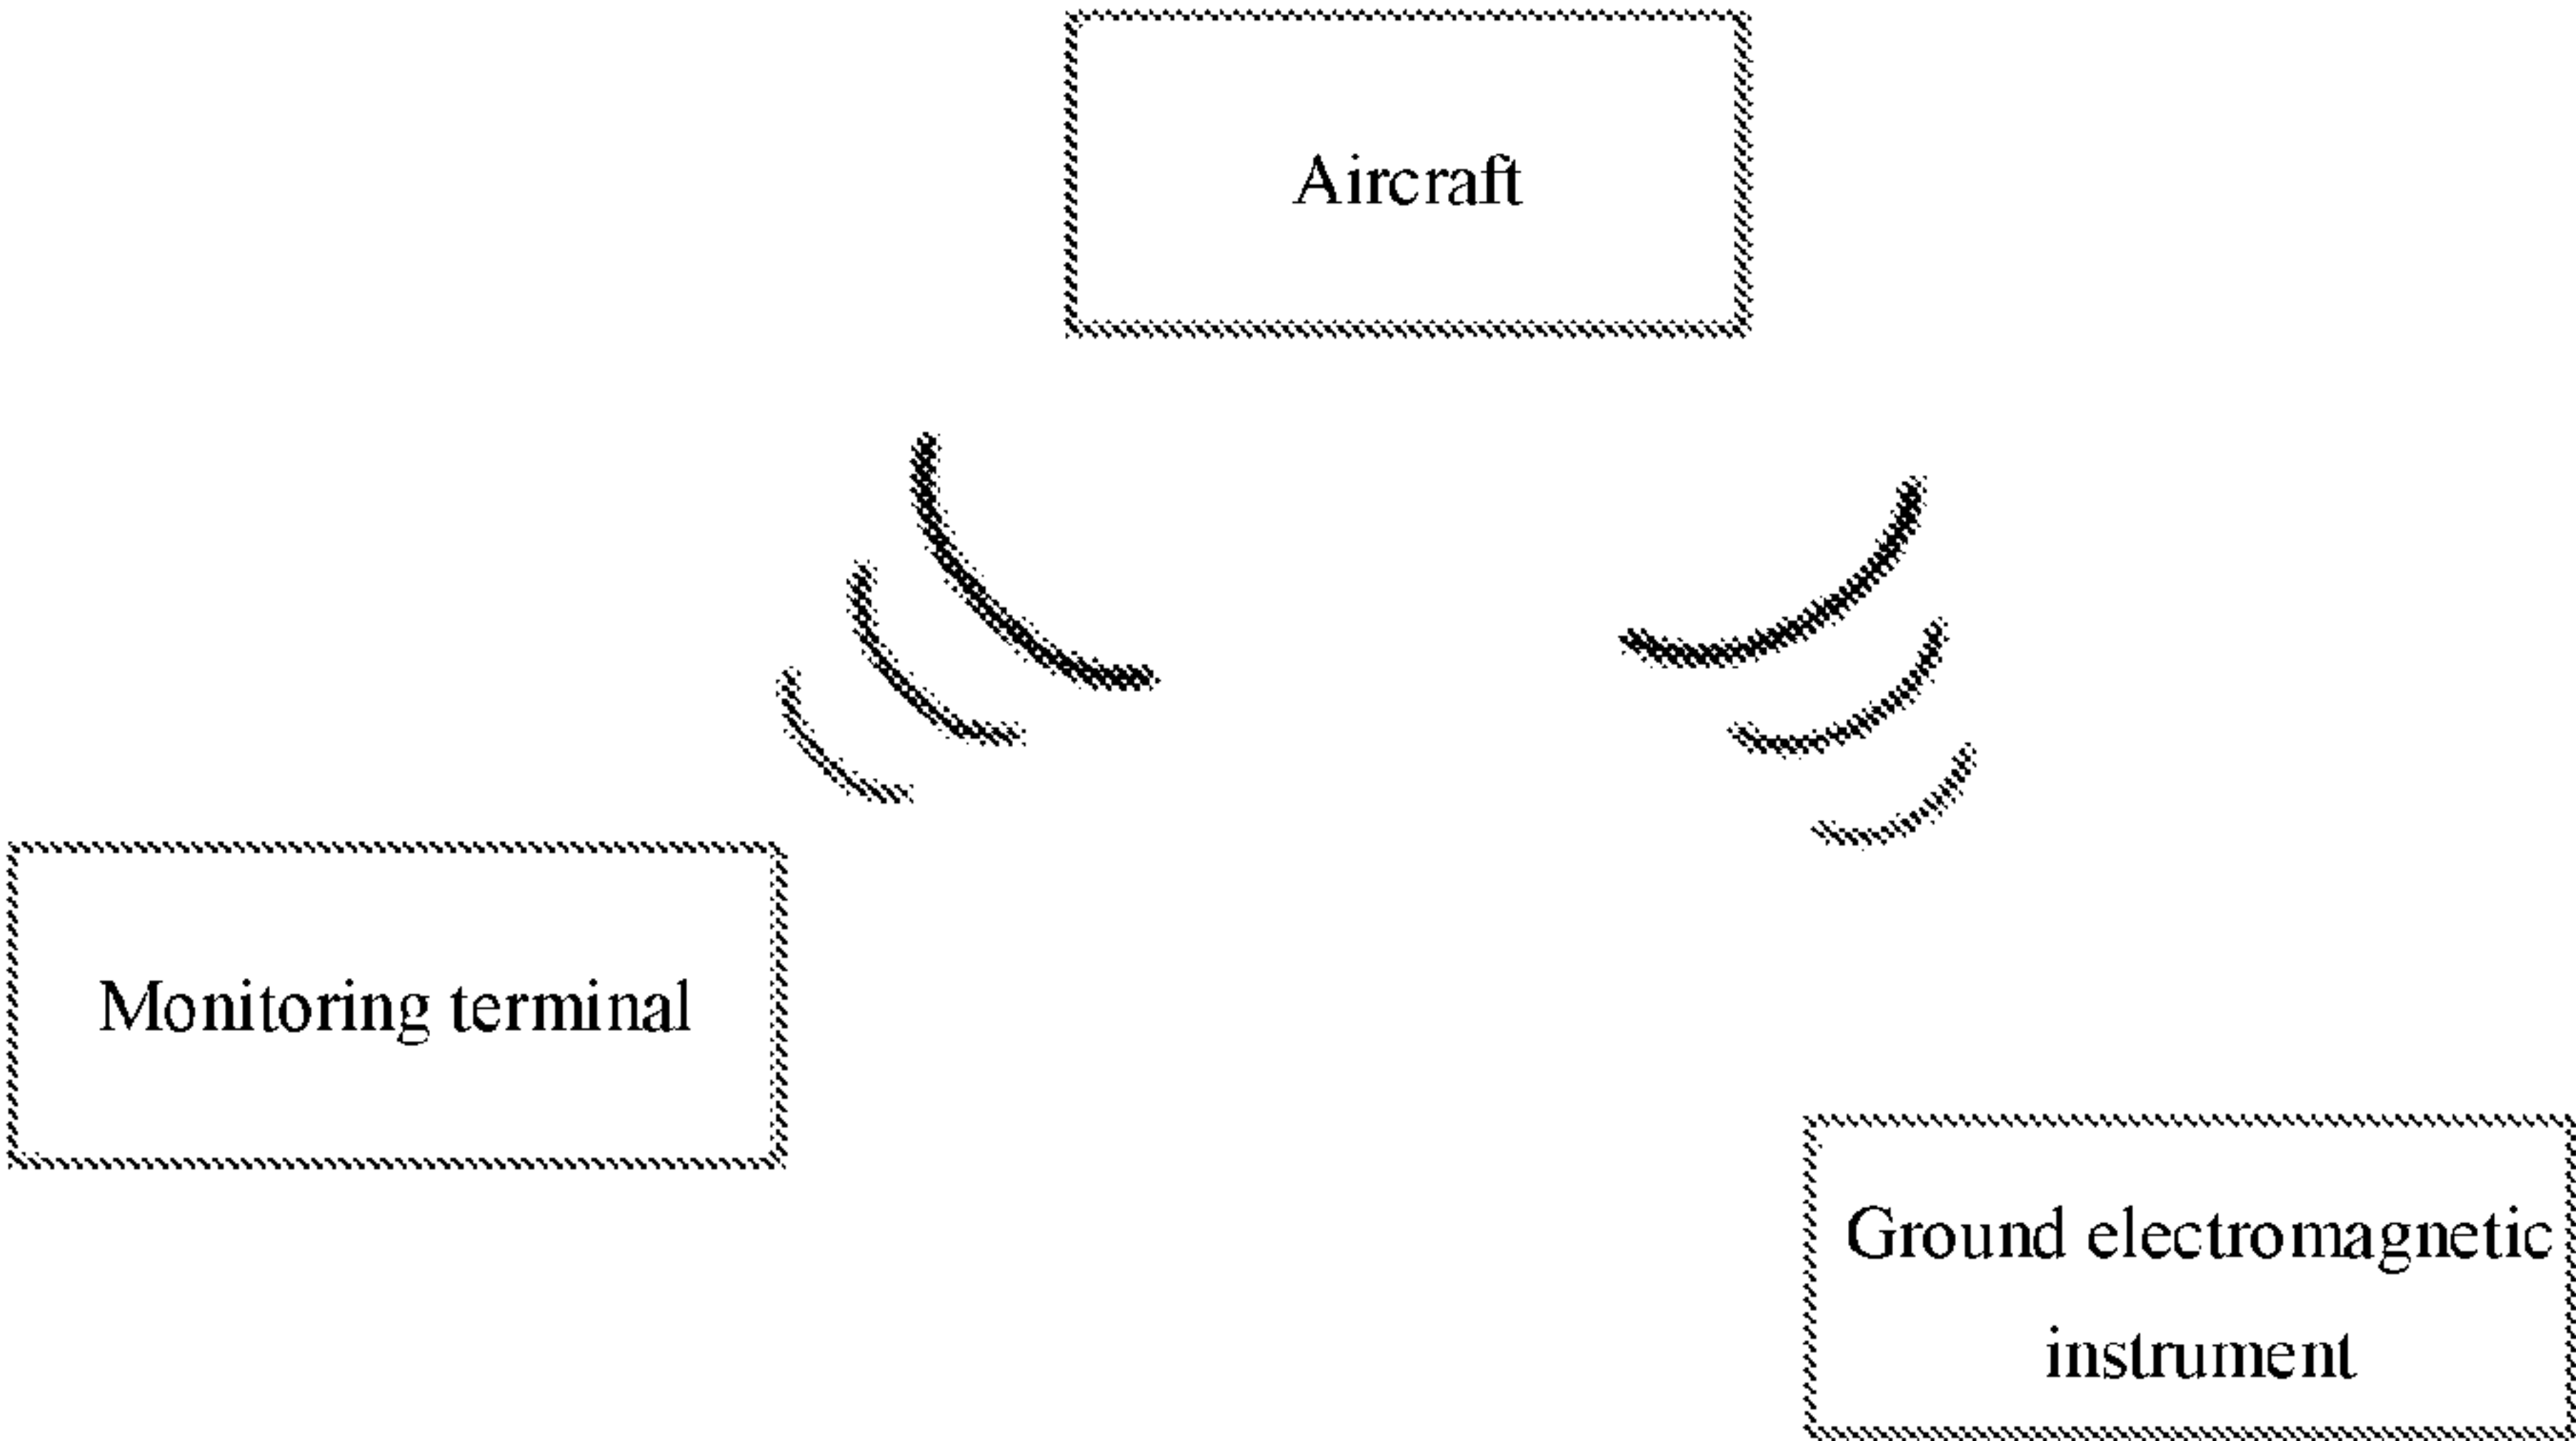 Aircraft
Monitoring terminal
Ground electromagnetic
instrument